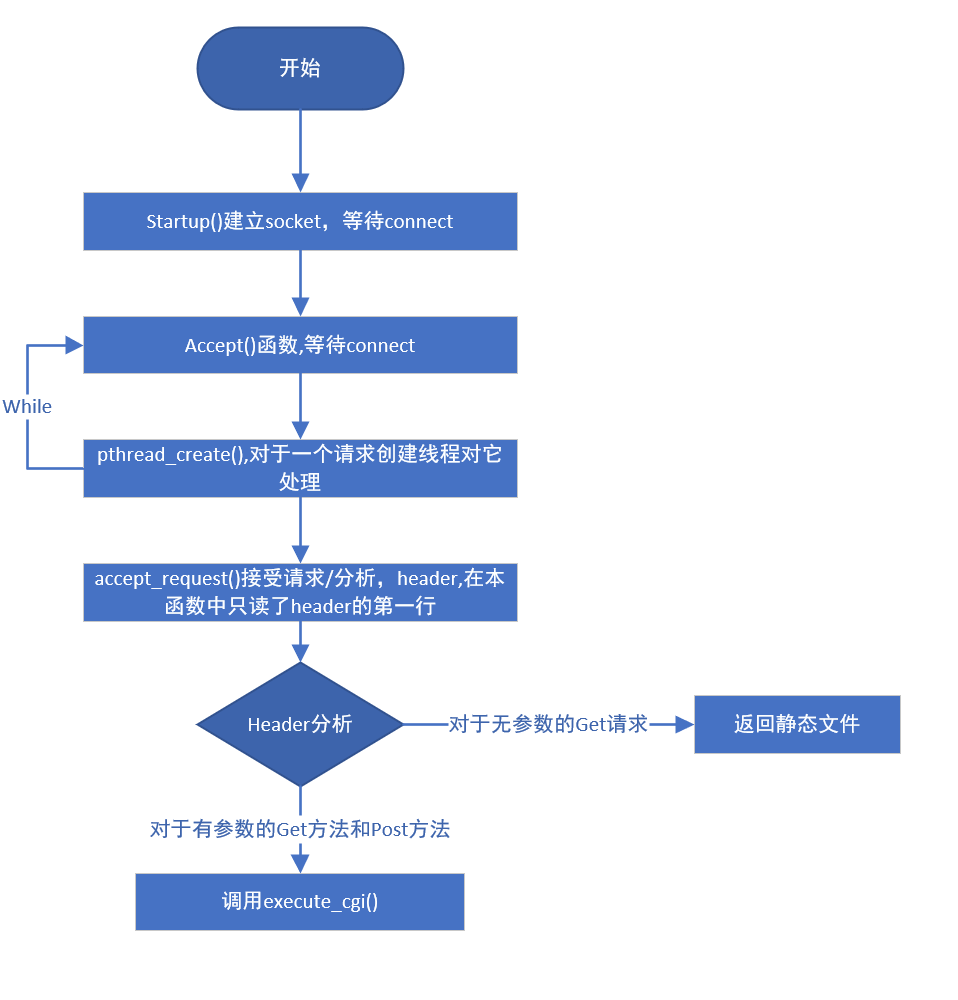 开始
Startup()建立socket，等待connect
Accept()函数,等待connect
While
pthread_create(),对于一个请求创建线程对它
处理
accept_request()接受请求/分析，header,在本
函数中只读了header的第一行
Header分析
对于无参数的Get请求
返回静态文件
对于有参数的Get方法和Post方法
调用execute_cgi()